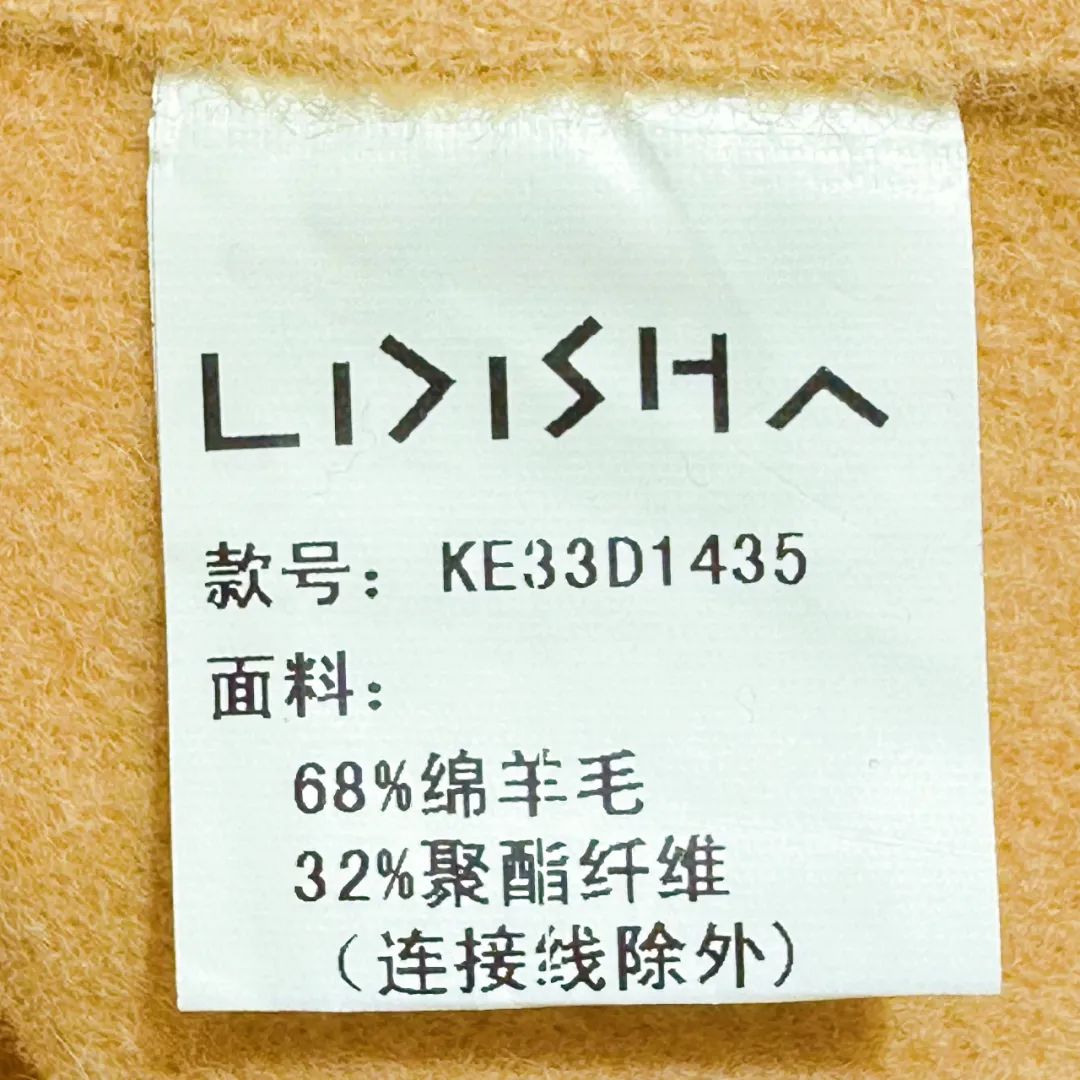 LIDISHA
款号：KE33D1435
面料：
68%绵羊毛
32%聚酯纤维
（连接线除外）